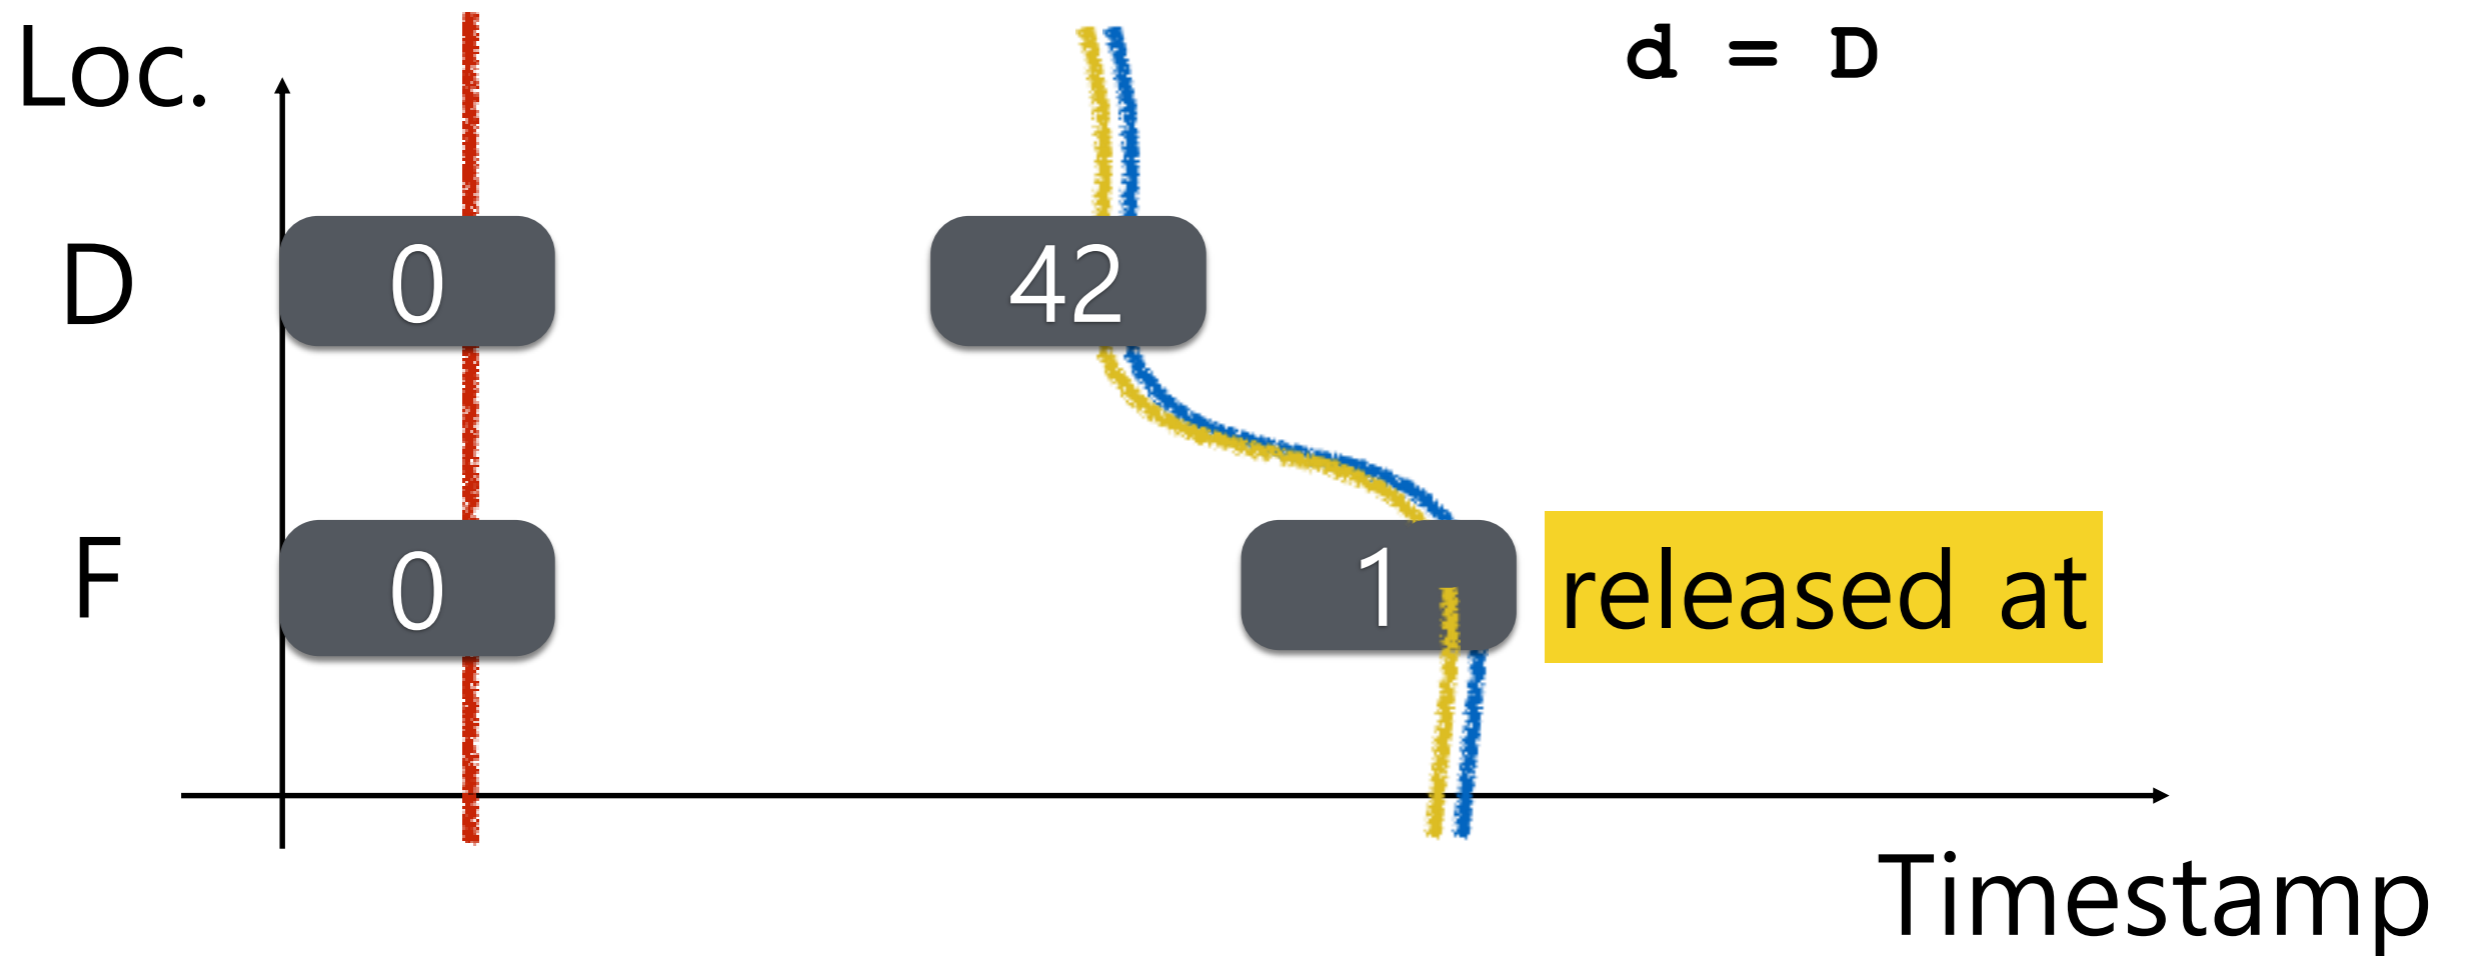 Loc.
d = D
D
0
42
F
0
1
released at
Timestamp